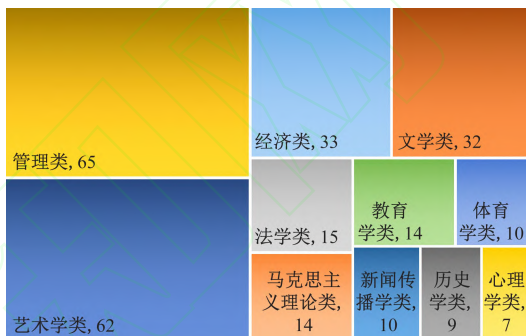 管理类, 65
艺术学类, 62
经济类, 33
文学类, 32
法学类, 15
教育
学类, 14
体育
学类, 10
马克思主
义理论类,
14
新闻传
播学类,
10
历史
学类,
9
心理
学类,
7